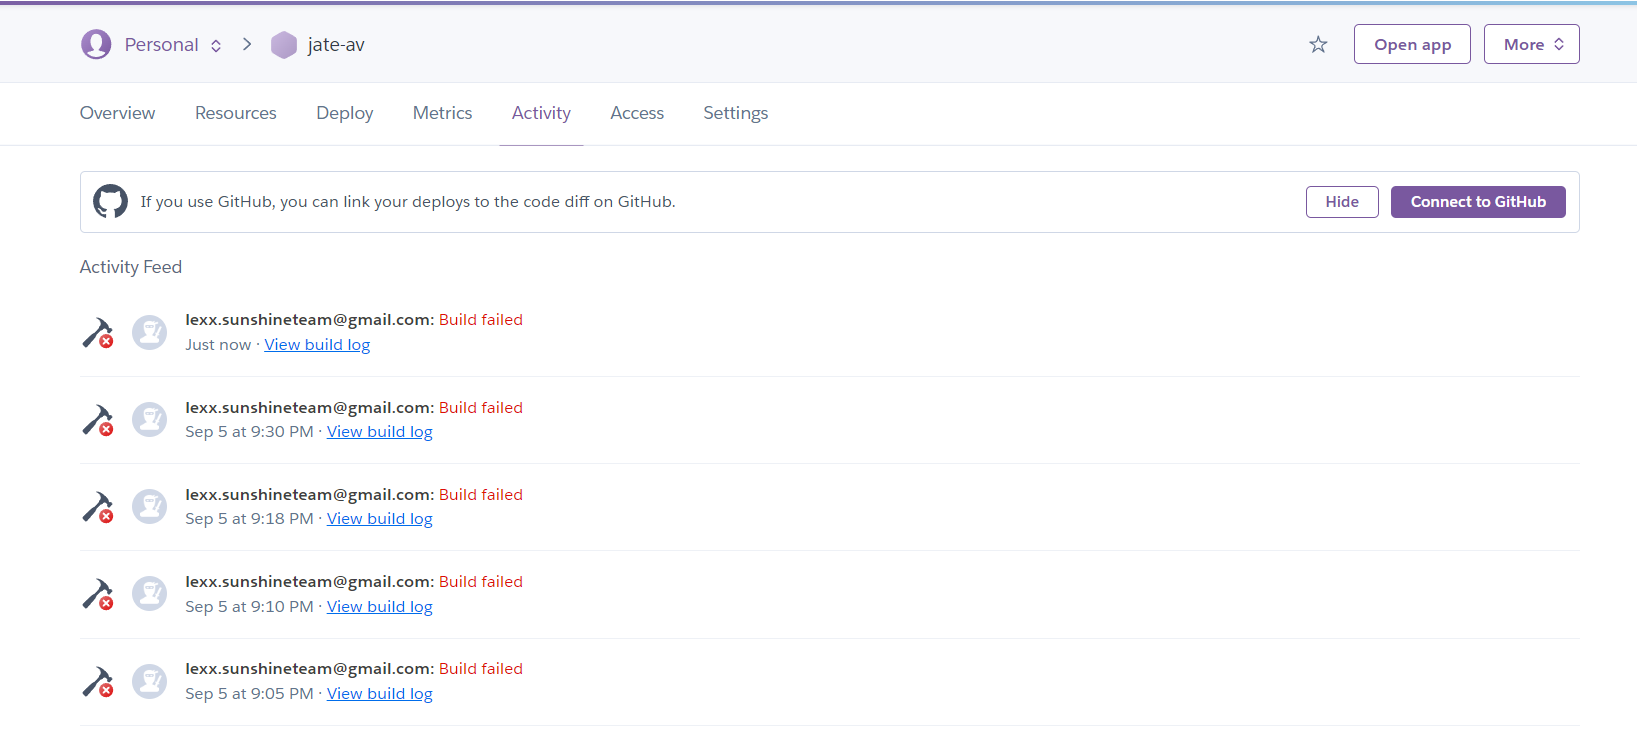 Personal jate-av Open app More
Overview Resources Deploy Metrics Activity Access Settings
If you use GitHub, you can link your deploys to the code diff on GitHub. Hide Connect to GitHub
Activity Feed
lexx.sunshineteam@gmail.com: Build failed
Just now · View build log
lexx.sunshineteam@gmail.com: Build failed
Sep 5 at 9:30 PM · View build log
lexx.sunshineteam@gmail.com: Build failed
Sep 5 at 9:18 PM · View build log
lexx.sunshineteam@gmail.com: Build failed
Sep 5 at 9:10 PM · View build log
lexx.sunshineteam@gmail.com: Build failed
Sep 5 at 9:05 PM · View build log